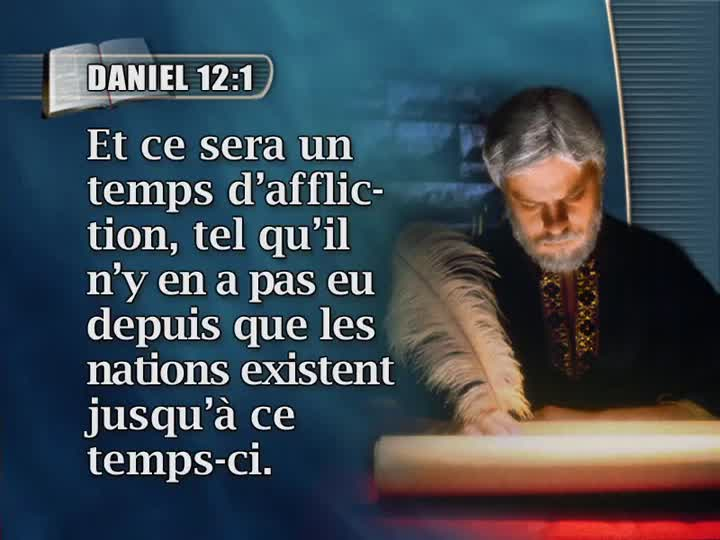 DANIEL 12:1
Et ce sera un
temps d’afflic-
tion, tel qu’il
n’y en a pas eu
depuis que les
nations existent
jusqu’à ce
temps-ci.